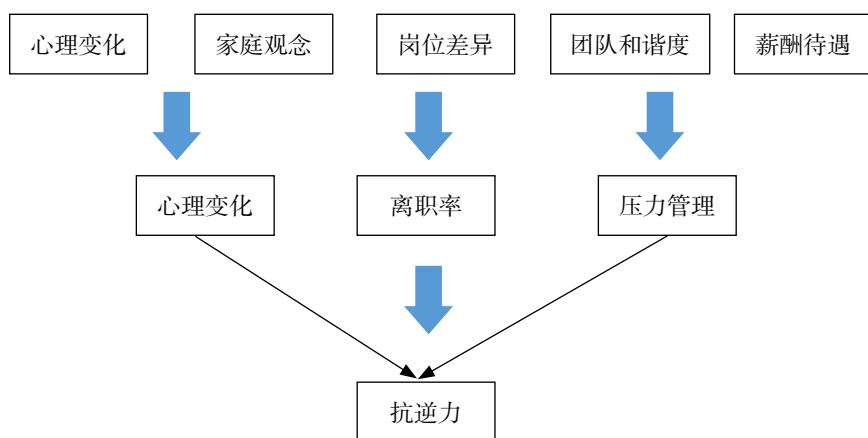 心理变化
家庭观念
岗位差异
团队和谐度
薪酬待遇
心理变化
离职率
压力管理
抗逆力